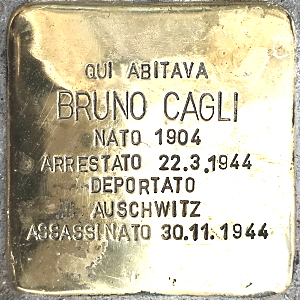 QUI ABITAVA
BRUNO CAGLI
NATO 1904
ARRESTATO 22.3.1944
DEPORTATO
AUSCHWITZ
ASSASSINATO 30.11.1944